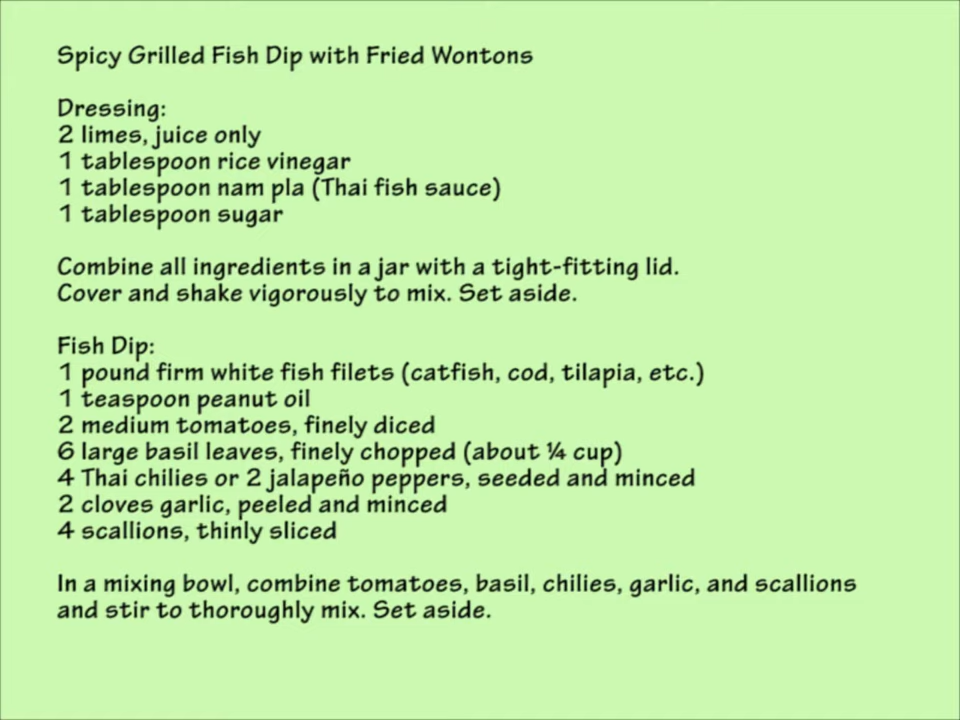 Spicy Grilled Fish Dip with Fried Wontons
Dressing:
2 limes, juice only
1 tablespoon rice vinegar
1 tablespoon nam pla (Thai fish sauce)
1 tablespoon sugar
Combine all ingredients in a jar with a tight-fitting lid.
Cover and shake vigorously to mix. Set aside.
Fish Dip:
1 pound firm white fish filets (catfish, cod, tilapia, etc.)
1 teaspoon peanut oil
2 medium tomatoes, finely diced
6 large basil leaves, finely chopped (about ¼ cup)
4 Thai chilies or 2 jalapeño peppers, seeded and minced
2 cloves garlic, peeled and minced
4 scallions, thinly sliced
In a mixing bowl, combine tomatoes, basil, chilies, garlic, and scallions
and stir to thoroughly mix. Set aside.